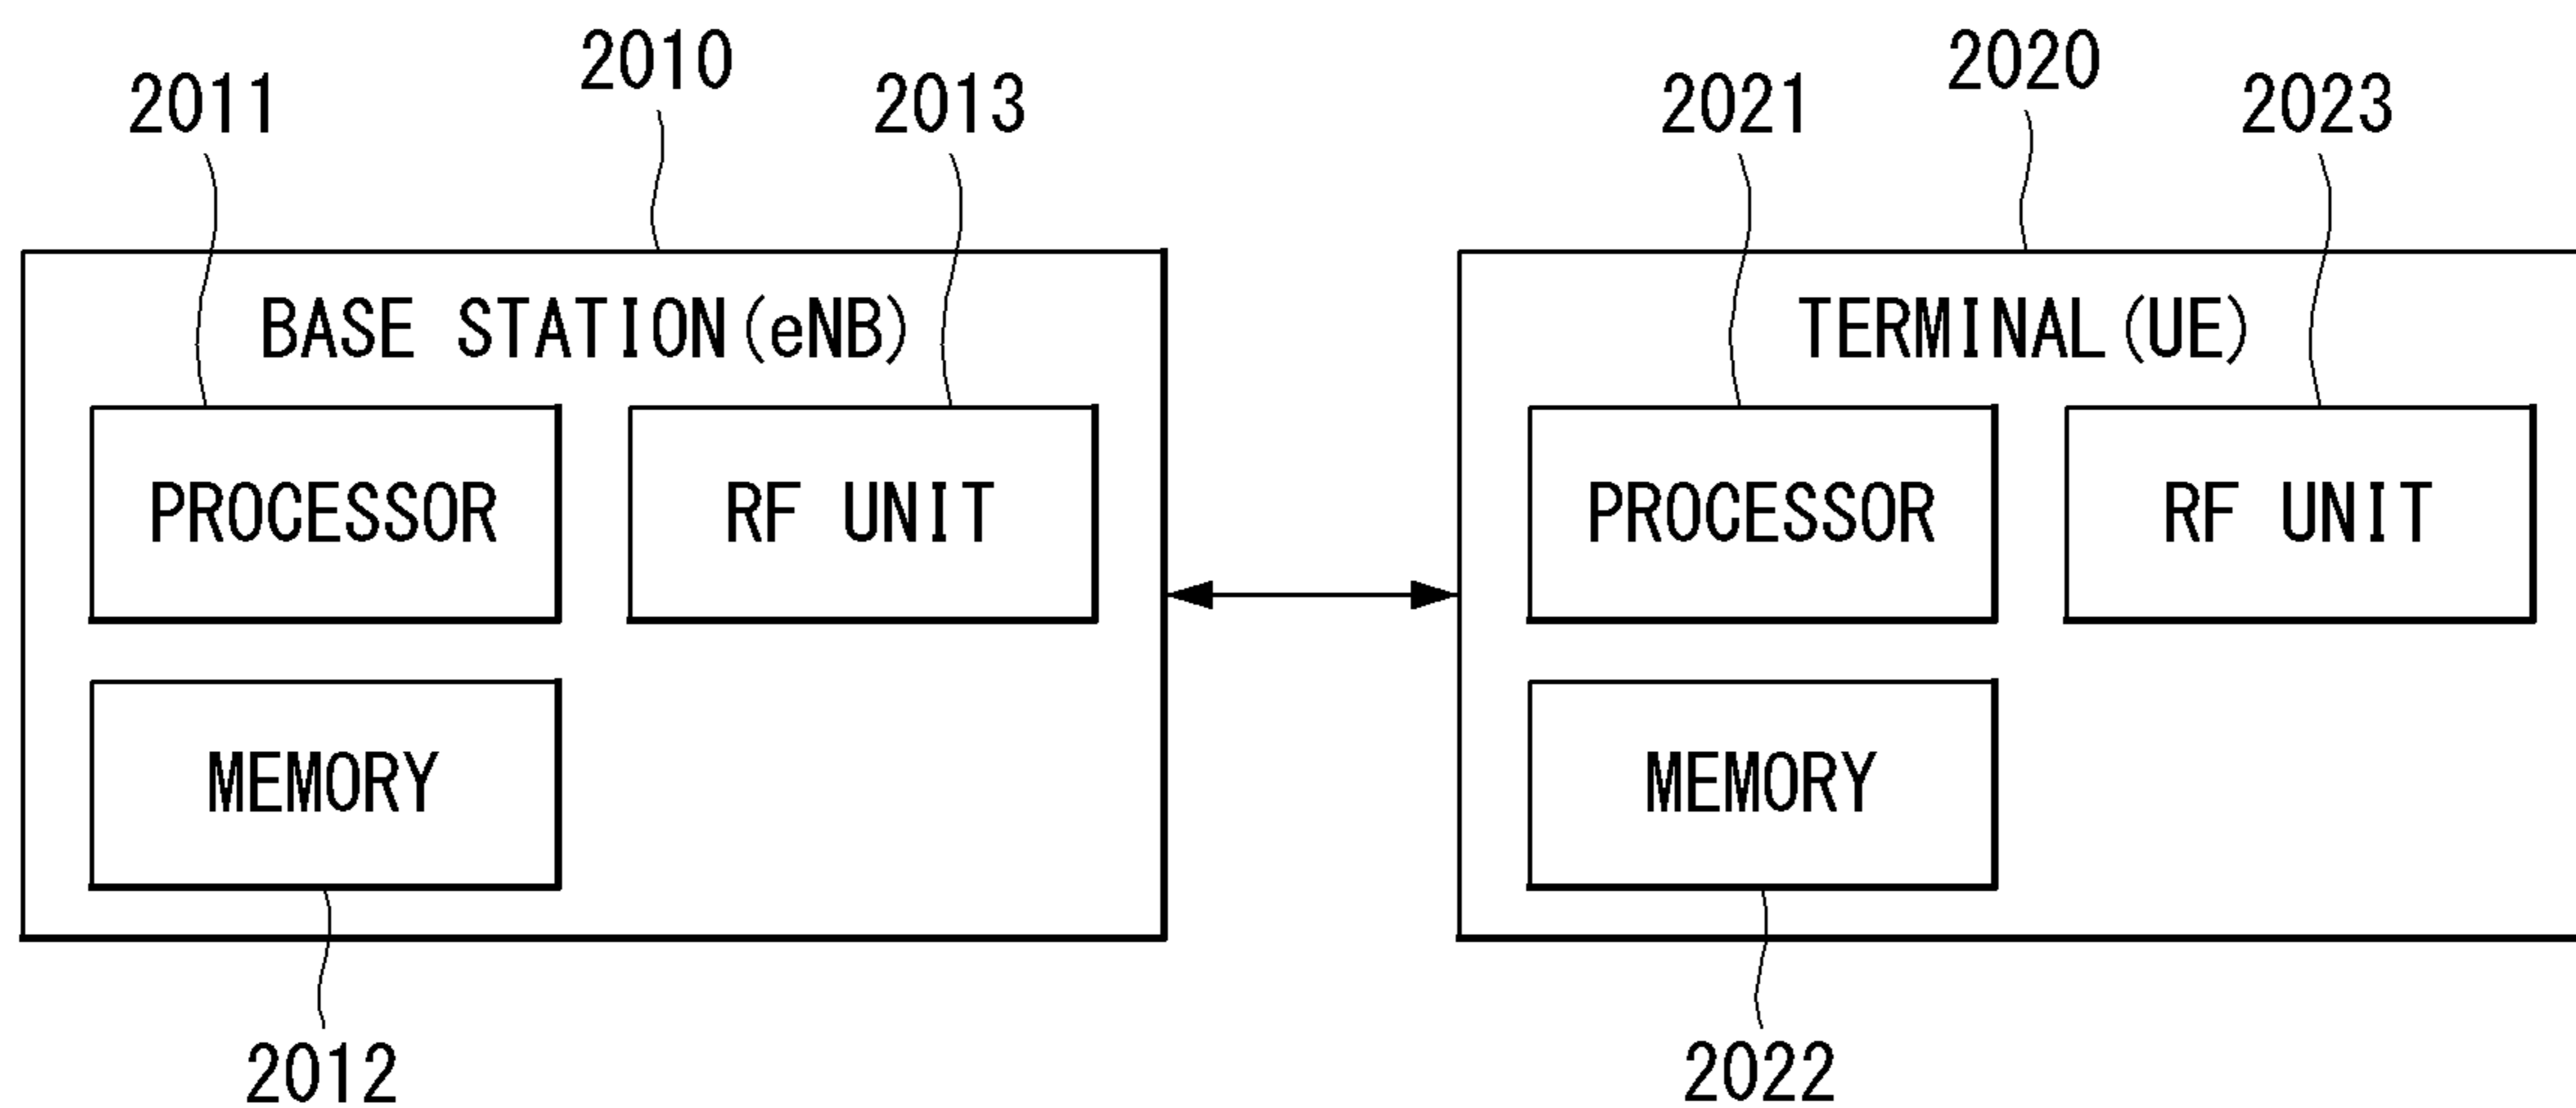 2010 2020
2011 2013 2021 2023
BASE STATION(eNB) TERMINAL(UE)
PROCESSOR RF UNIT PROCESSOR RF UNIT
MEMORY MEMORY
2012 2022